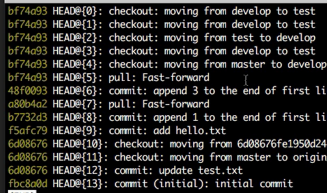 bf74a93 HEAD@{0}: checkout: moving from develop to test
bf74a93 HEAD@{1}: checkout: moving from develop to test
bf74a93 HEAD@{2}: checkout: moving from test to develop
bf74a93 HEAD@{3}: checkout: moving from develop to test
bf74a93 HEAD@{4}: checkout: moving from master to develop
bf74a93 HEAD@{5}: pull: Fast-forward
48f0093 HEAD@{6}: commit: append 3 to the end of first li
a80b4a2 HEAD@{7}: pull: Fast-forward
b7732d3 HEAD@{8}: commit: append 1 to the end of first li
f5afc79 HEAD@{9}: commit: add hello.txt
6d08676 HEAD@{10}: checkout: moving from 6d08676fe1950d24
6d08676 HEAD@{11}: checkout: moving from master to origin
6d08676 HEAD@{12}: commit: update test.txt
fbc8a0d HEAD@{13}: commit (initial): initial commit